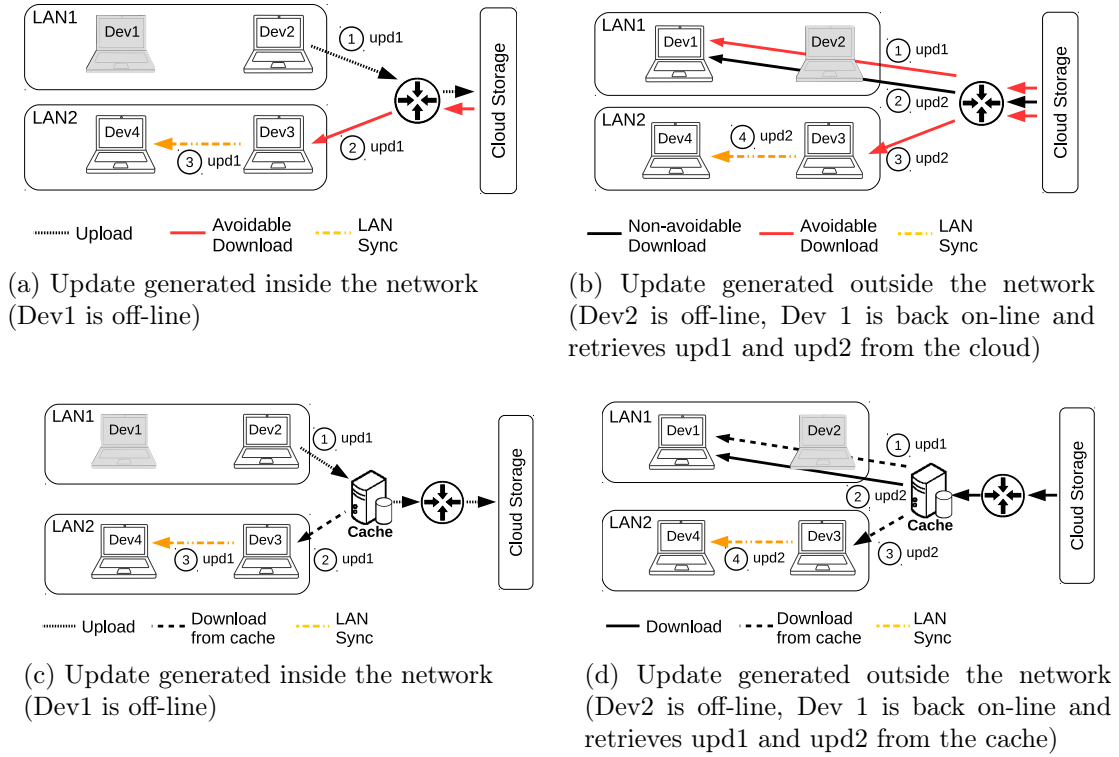 LAN1
Dev1
Dev2
1 upd1
LAN2
Dev4
Dev3
3 upd1
2 upd1
Cloud Storage
Upload
Avoidable
Download
LAN
Sync
(a) Update generated inside the network
(Dev1 is off-line)
LAN1
Dev1
Dev2
1 upd1
2 upd2
LAN2
Dev4
4 upd2
Dev3
3 upd2
Cloud Storage
Non-avoidable
Download
Avoidable
Download
LAN
Sync
(b) Update generated outside the network
(Dev2 is off-line, Dev 1 is back on-line and
retrieves upd1 and upd2 from the cloud)
LAN1
Dev1
Dev2
1 upd1
Cache
LAN2
Dev4
Dev3
3 upd1
2 upd1
Cloud Storage
Upload
Download
from cache
LAN
Sync
(c) Update generated inside the network
(Dev1 is off-line)
LAN1
Dev1
Dev2
1 upd1
2 upd2
Cache
LAN2
Dev4
Dev3
4 upd2
3 upd2
Cloud Storage
Download
Download
from cache
LAN
Sync
(d) Update generated outside the network
(Dev2 is off-line, Dev 1 is back on-line and
retrieves upd1 and upd2 from the cache)